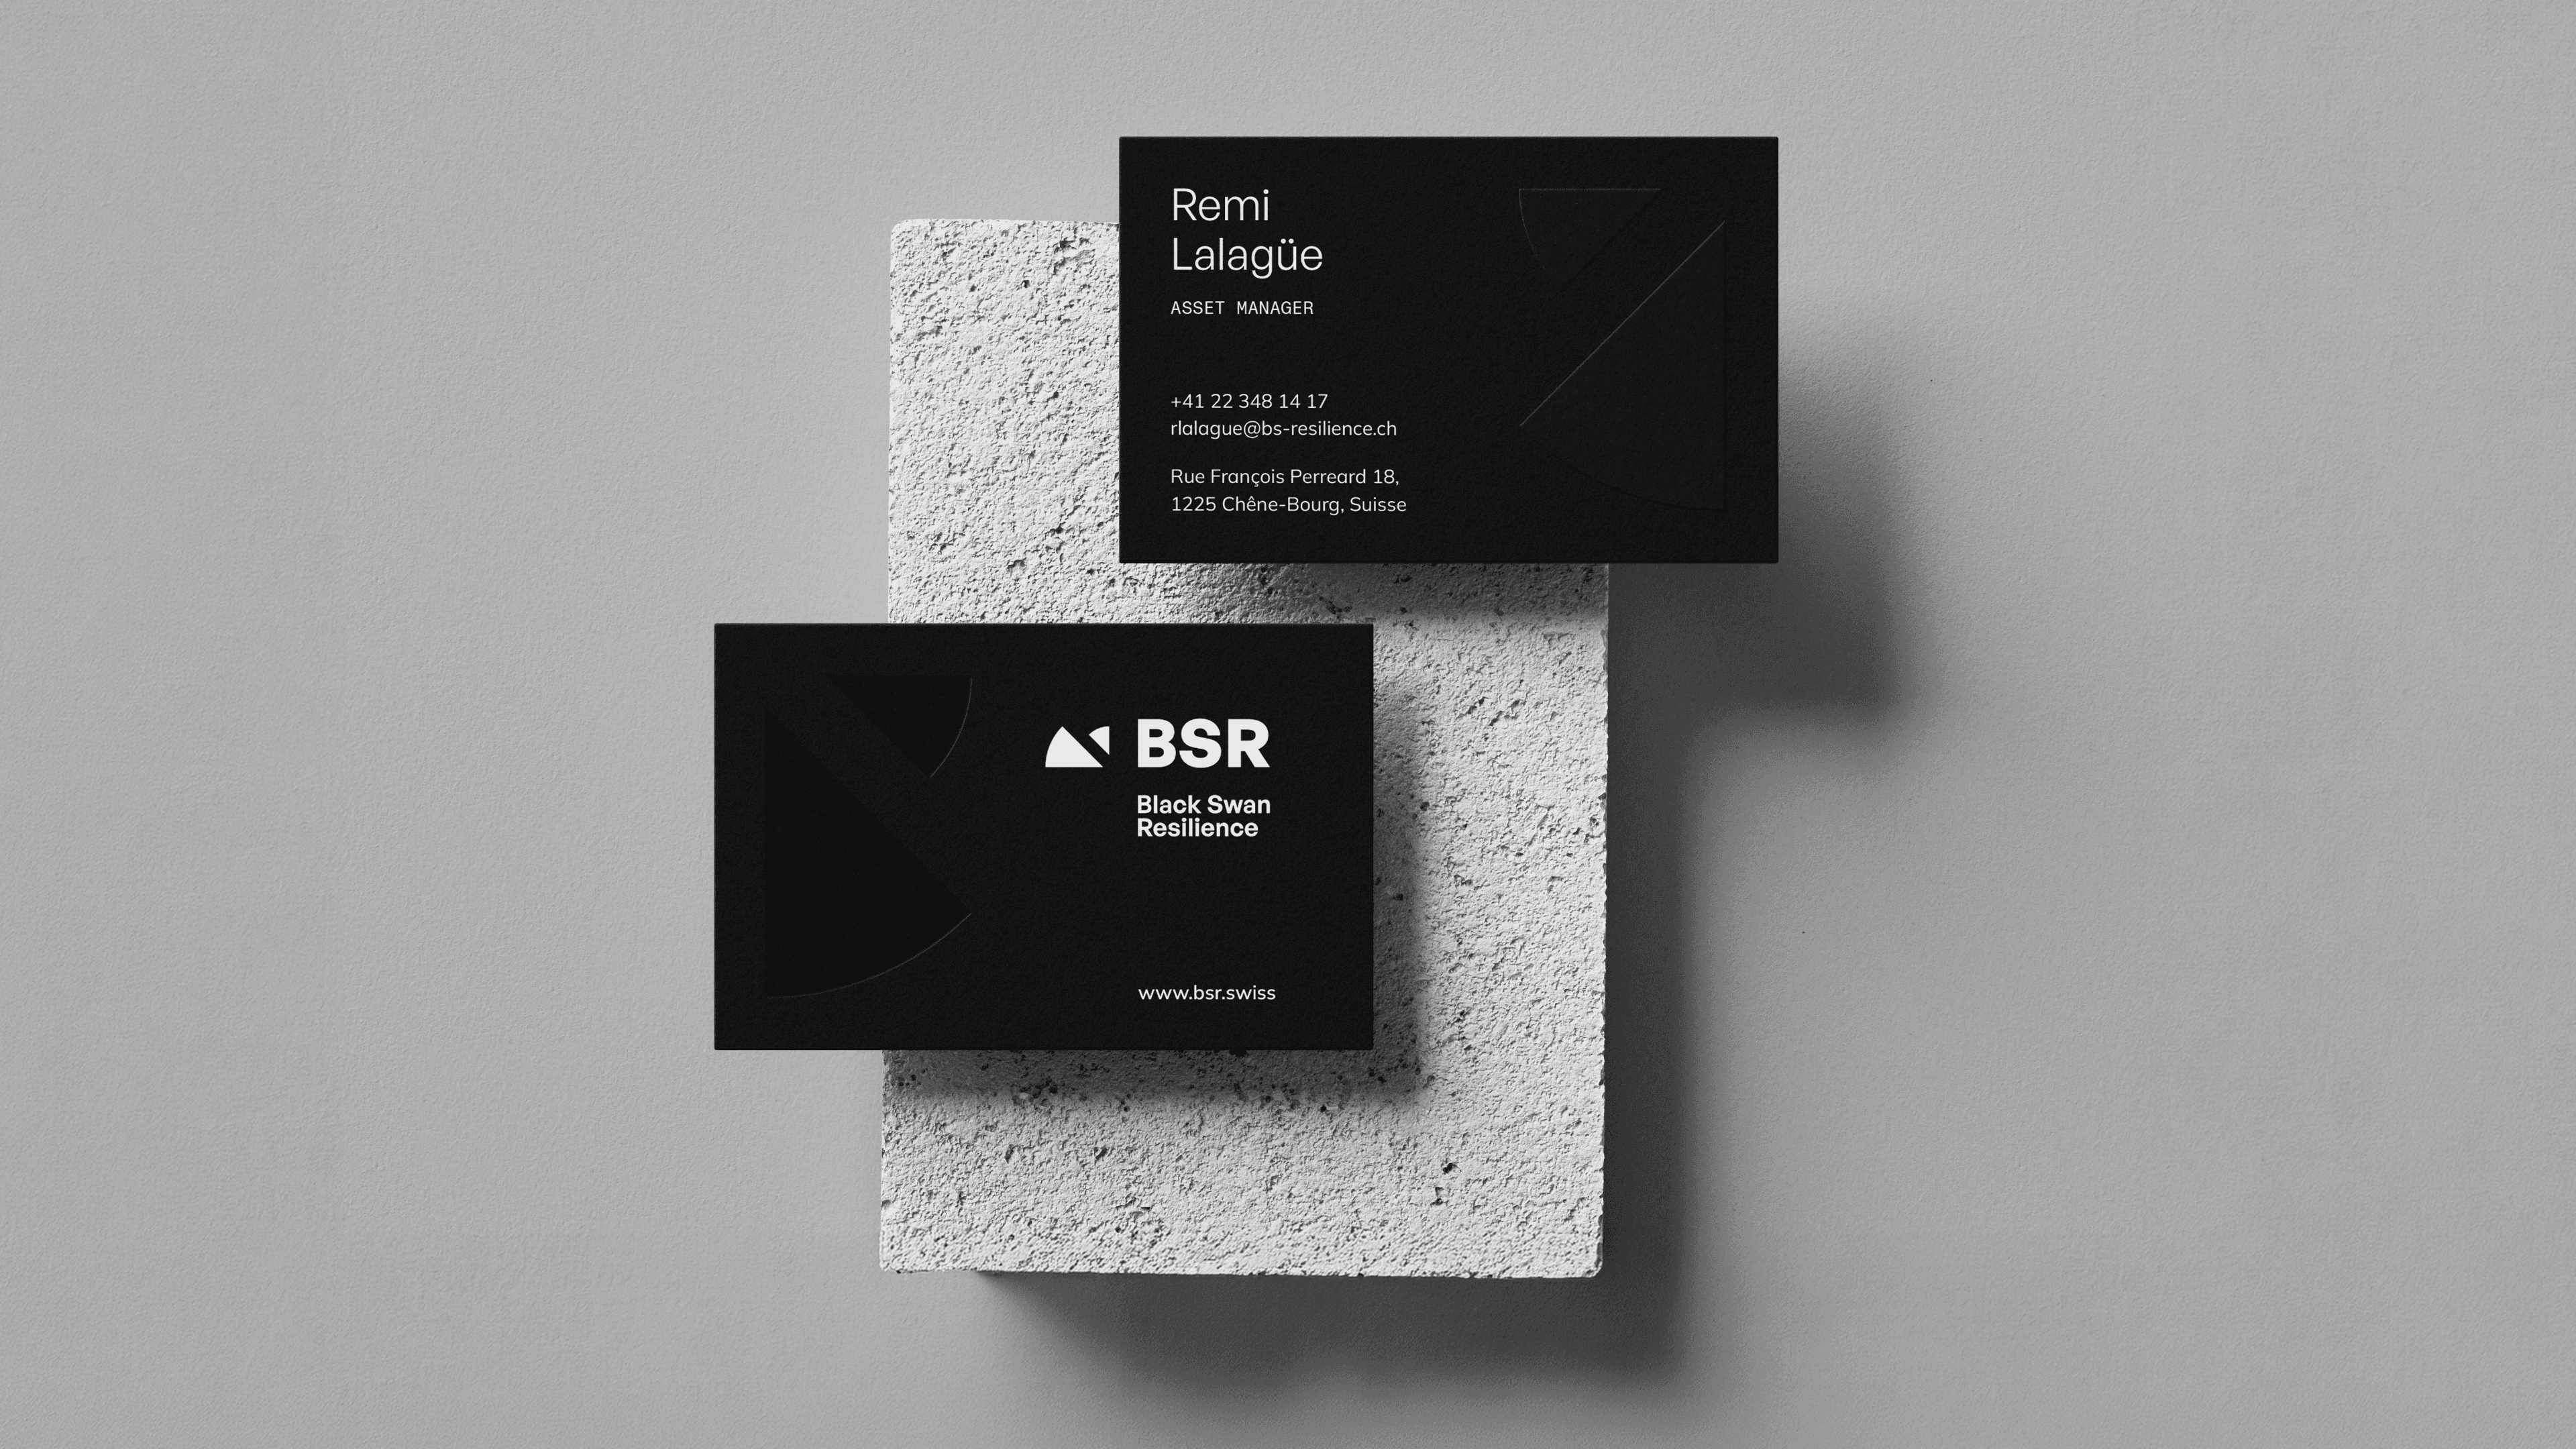 Remi
Lalagüe
ASSET MANAGER
+41 22 348 14 17
rlalague@bs-resilience.ch
Rue François Perreard 18,
1225 Chêne-Bourg, Suisse
BSR
Black Swan
Resilience
www.bsr.swiss